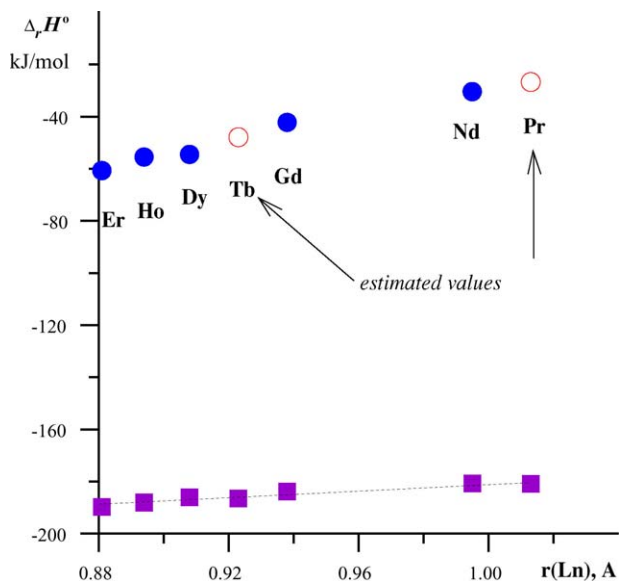 ΔrH°
kJ/mol
-40
-80
-120
-160
-200
Er
Ho
Dy
Tb
Gd
Nd
Pr
estimated values
0.88
0.92
0.96
1.00
r(Ln), A